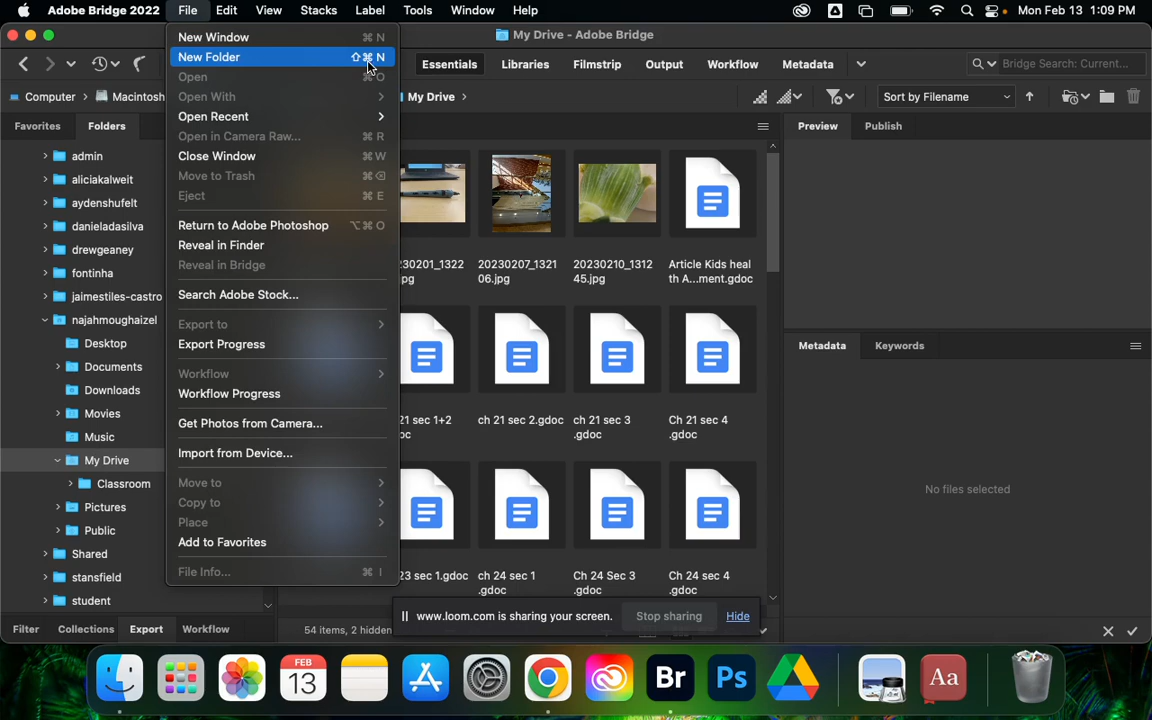 Adobe Bridge 2022 File Edit View Stacks Label Tools Window Help Mon Feb 13 1:09 PM
My Drive - Adobe Bridge
Essentials Libraries Filmstrip Output Workflow Metadata Bridge Search: Current...
Computer > Macintosh My Drive > Sort by Filename
Favorites Folders
admin
aliciakalweit
aydenshufelt
danieladasilva
drewgeaney
fontinha
jaimestiles-castro
najahmoughaizel
Desktop
Documents
Downloads
Movies
Music
My Drive
Classroom
Pictures
Public
Shared
stansfield
student
Filter Collections Export Workflow
New Window ⌘ N
New Folder ⇧⌘ N
Open ⌘ O
Open With >
Open Recent >
Open in Camera Raw... ⌘ R
Close Window ⌘ W
Move to Trash ⌘ ⌫
Eject ⌘ E
Return to Adobe Photoshop ⌥⌘ O
Reveal in Finder
Reveal in Bridge
Search Adobe Stock...
Export to >
Export Progress
Workflow >
Workflow Progress
Get Photos from Camera...
Import from Device...
Move to >
Copy to >
Place >
Add to Favorites
File Info... ⌘ I
230201_1322 20230207_1321 20230210_1312 Article Kids heal
pg 06.jpg 45.jpg th A...ment.gdoc
21 sec 1+2 ch 21 sec 2.gdoc ch 21 sec 3 Ch 21 sec 4
oc .gdoc .gdoc
23 sec 1.gdoc ch 24 sec 1 Ch 24 Sec 3 Ch 24 sec 4
.gdoc .gdoc .gdoc
54 items, 2 hidden
www.loom.com is sharing your screen. Stop sharing Hide
Preview Publish
Metadata Keywords
No files selected
FEB
13
Br
Ps
Aa